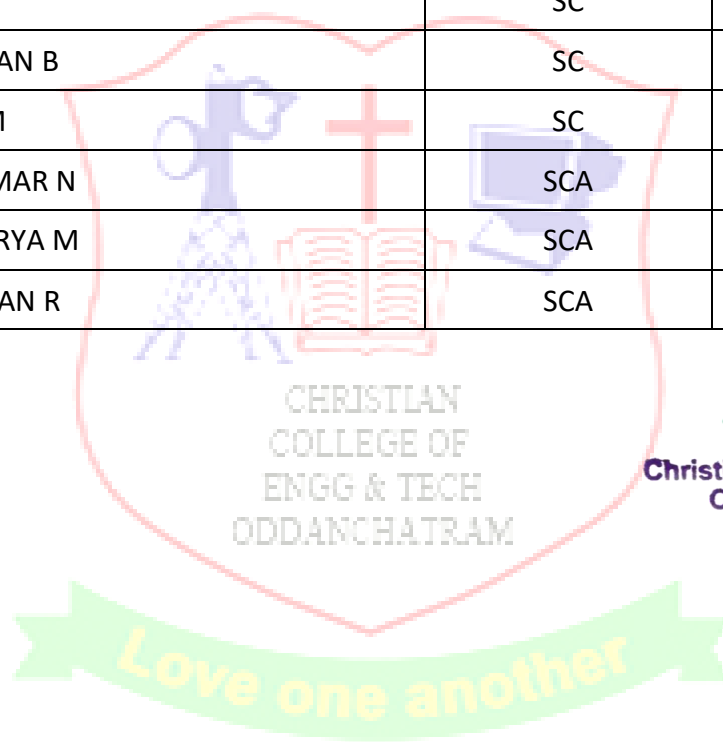 SC
AN B SC
M SC
MAR N SCA
RYA M SCA
AN R SCA
CHRISTIAN
COLLEGE OF
ENGG & TECH
ODDANCHATRAM
Christi
Love one another